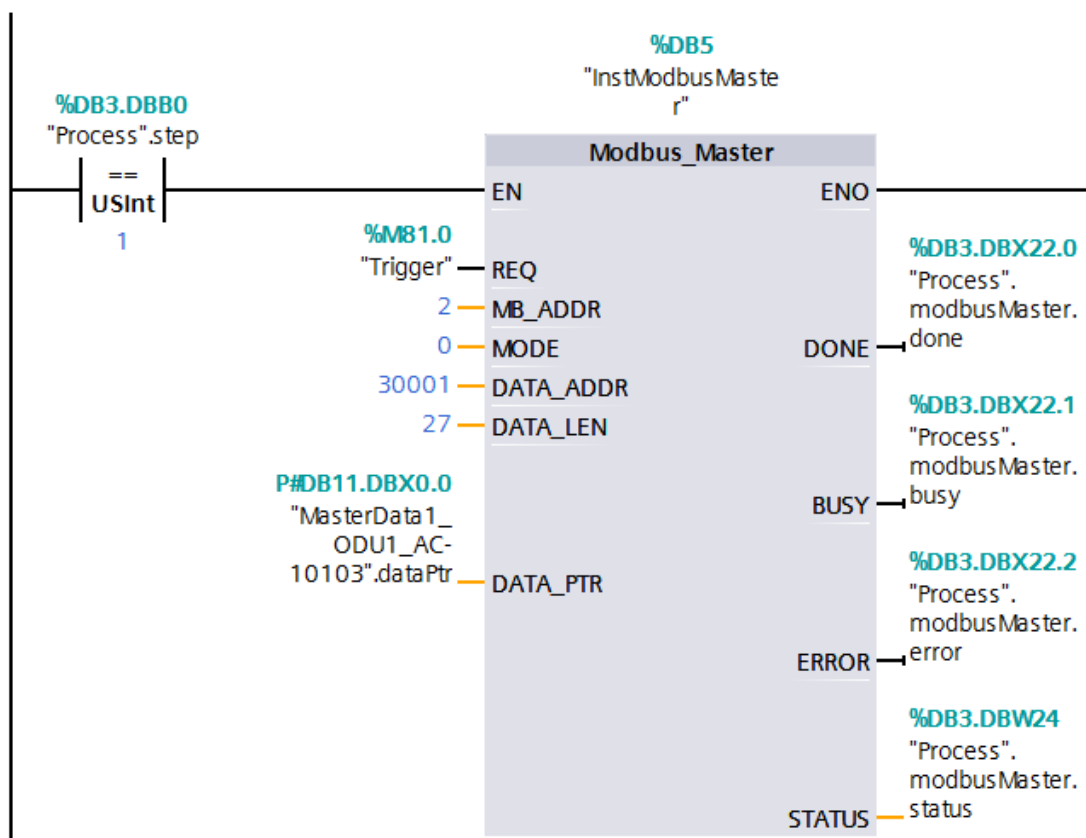 %DB5
"InstModbusMaste
r"
%DB3.DBB0
"Process".step
==
USInt
1
Modbus_Master
EN
ENO
%M81.0
"Trigger"
REQ
2
MB_ADDR
0
MODE
30001
DATA_ADDR
27
DATA_LEN
P#DB11.DBX0.0
"MasterData1_
ODU1_AC-
10103".dataPtr
DATA_PTR
%DB3.DBX22.0
"Process".
modbusMaster.
done
DONE
%DB3.DBX22.1
"Process".
modbusMaster.
busy
BUSY
%DB3.DBX22.2
"Process".
modbusMaster.
error
ERROR
%DB3.DBW24
"Process".
modbusMaster.
status
STATUS